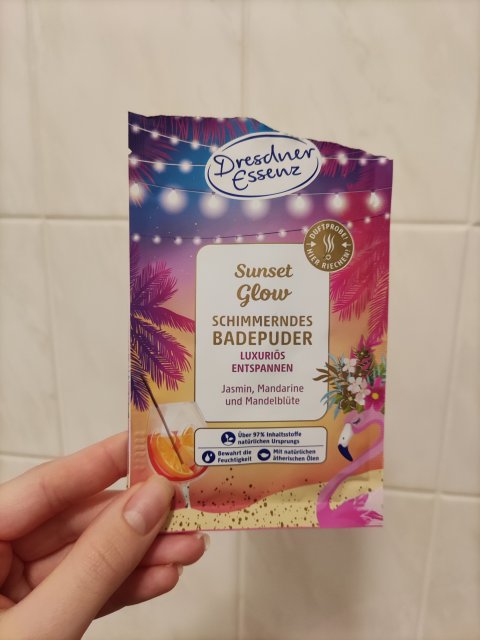 Dresdner
Essenz
DUFTPROBE!
HIER RIECHEN!
Sunset
Glow
SCHIMMERNDES
BADEPUDER
LUXURIÖS
ENTSPANNEN
Jasmin, Mandarine
und Mandelblüte
Über 97% Inhaltsstoffe
natürlichen Ursprungs
Bewahrt die
Feuchtigkeit
Mit natürlichen
ätherischen Ölen